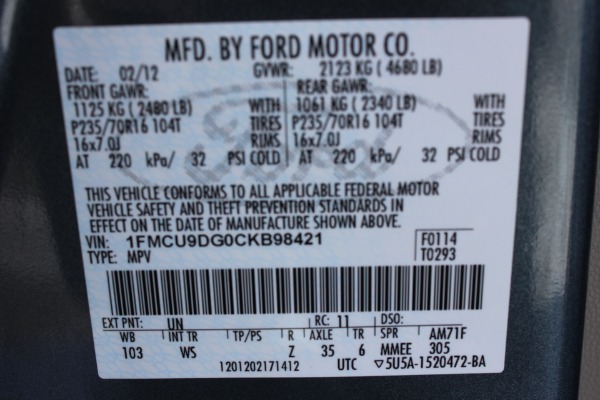 MFD. BY FORD MOTOR CO.
DATE: 02/12 GVWR: 2123 KG ( 4680 LB)
FRONT GAWR: REAR GAWR:
1125 KG ( 2480 LB) WITH 1061 KG ( 2340 LB) WITH
P235/70R16 104T TIRES P235/70R16 104T TIRES
16x7.0J RIMS 16x7.0J RIMS
AT 220 kPa/ 32 PSI COLD AT 220 kPa/ 32 PSI COLD
THIS VEHICLE CONFORMS TO ALL APPLICABLE FEDERAL MOTOR
VEHICLE SAFETY AND THEFT PREVENTION STANDARDS IN
EFFECT ON THE DATE OF MANUFACTURE SHOWN ABOVE.
VIN: 1FMCU9DG0CKB98421 F0114
TYPE: MPV T0293
EXT PNT: UN RC: 11 DSO:
WB INT TR TP/PS R AXLE TR SPR AM71F
103 WS Z 35 6 MMEE 305
1201202171412 UTC ▽5U5A-1520472-BA
Ford